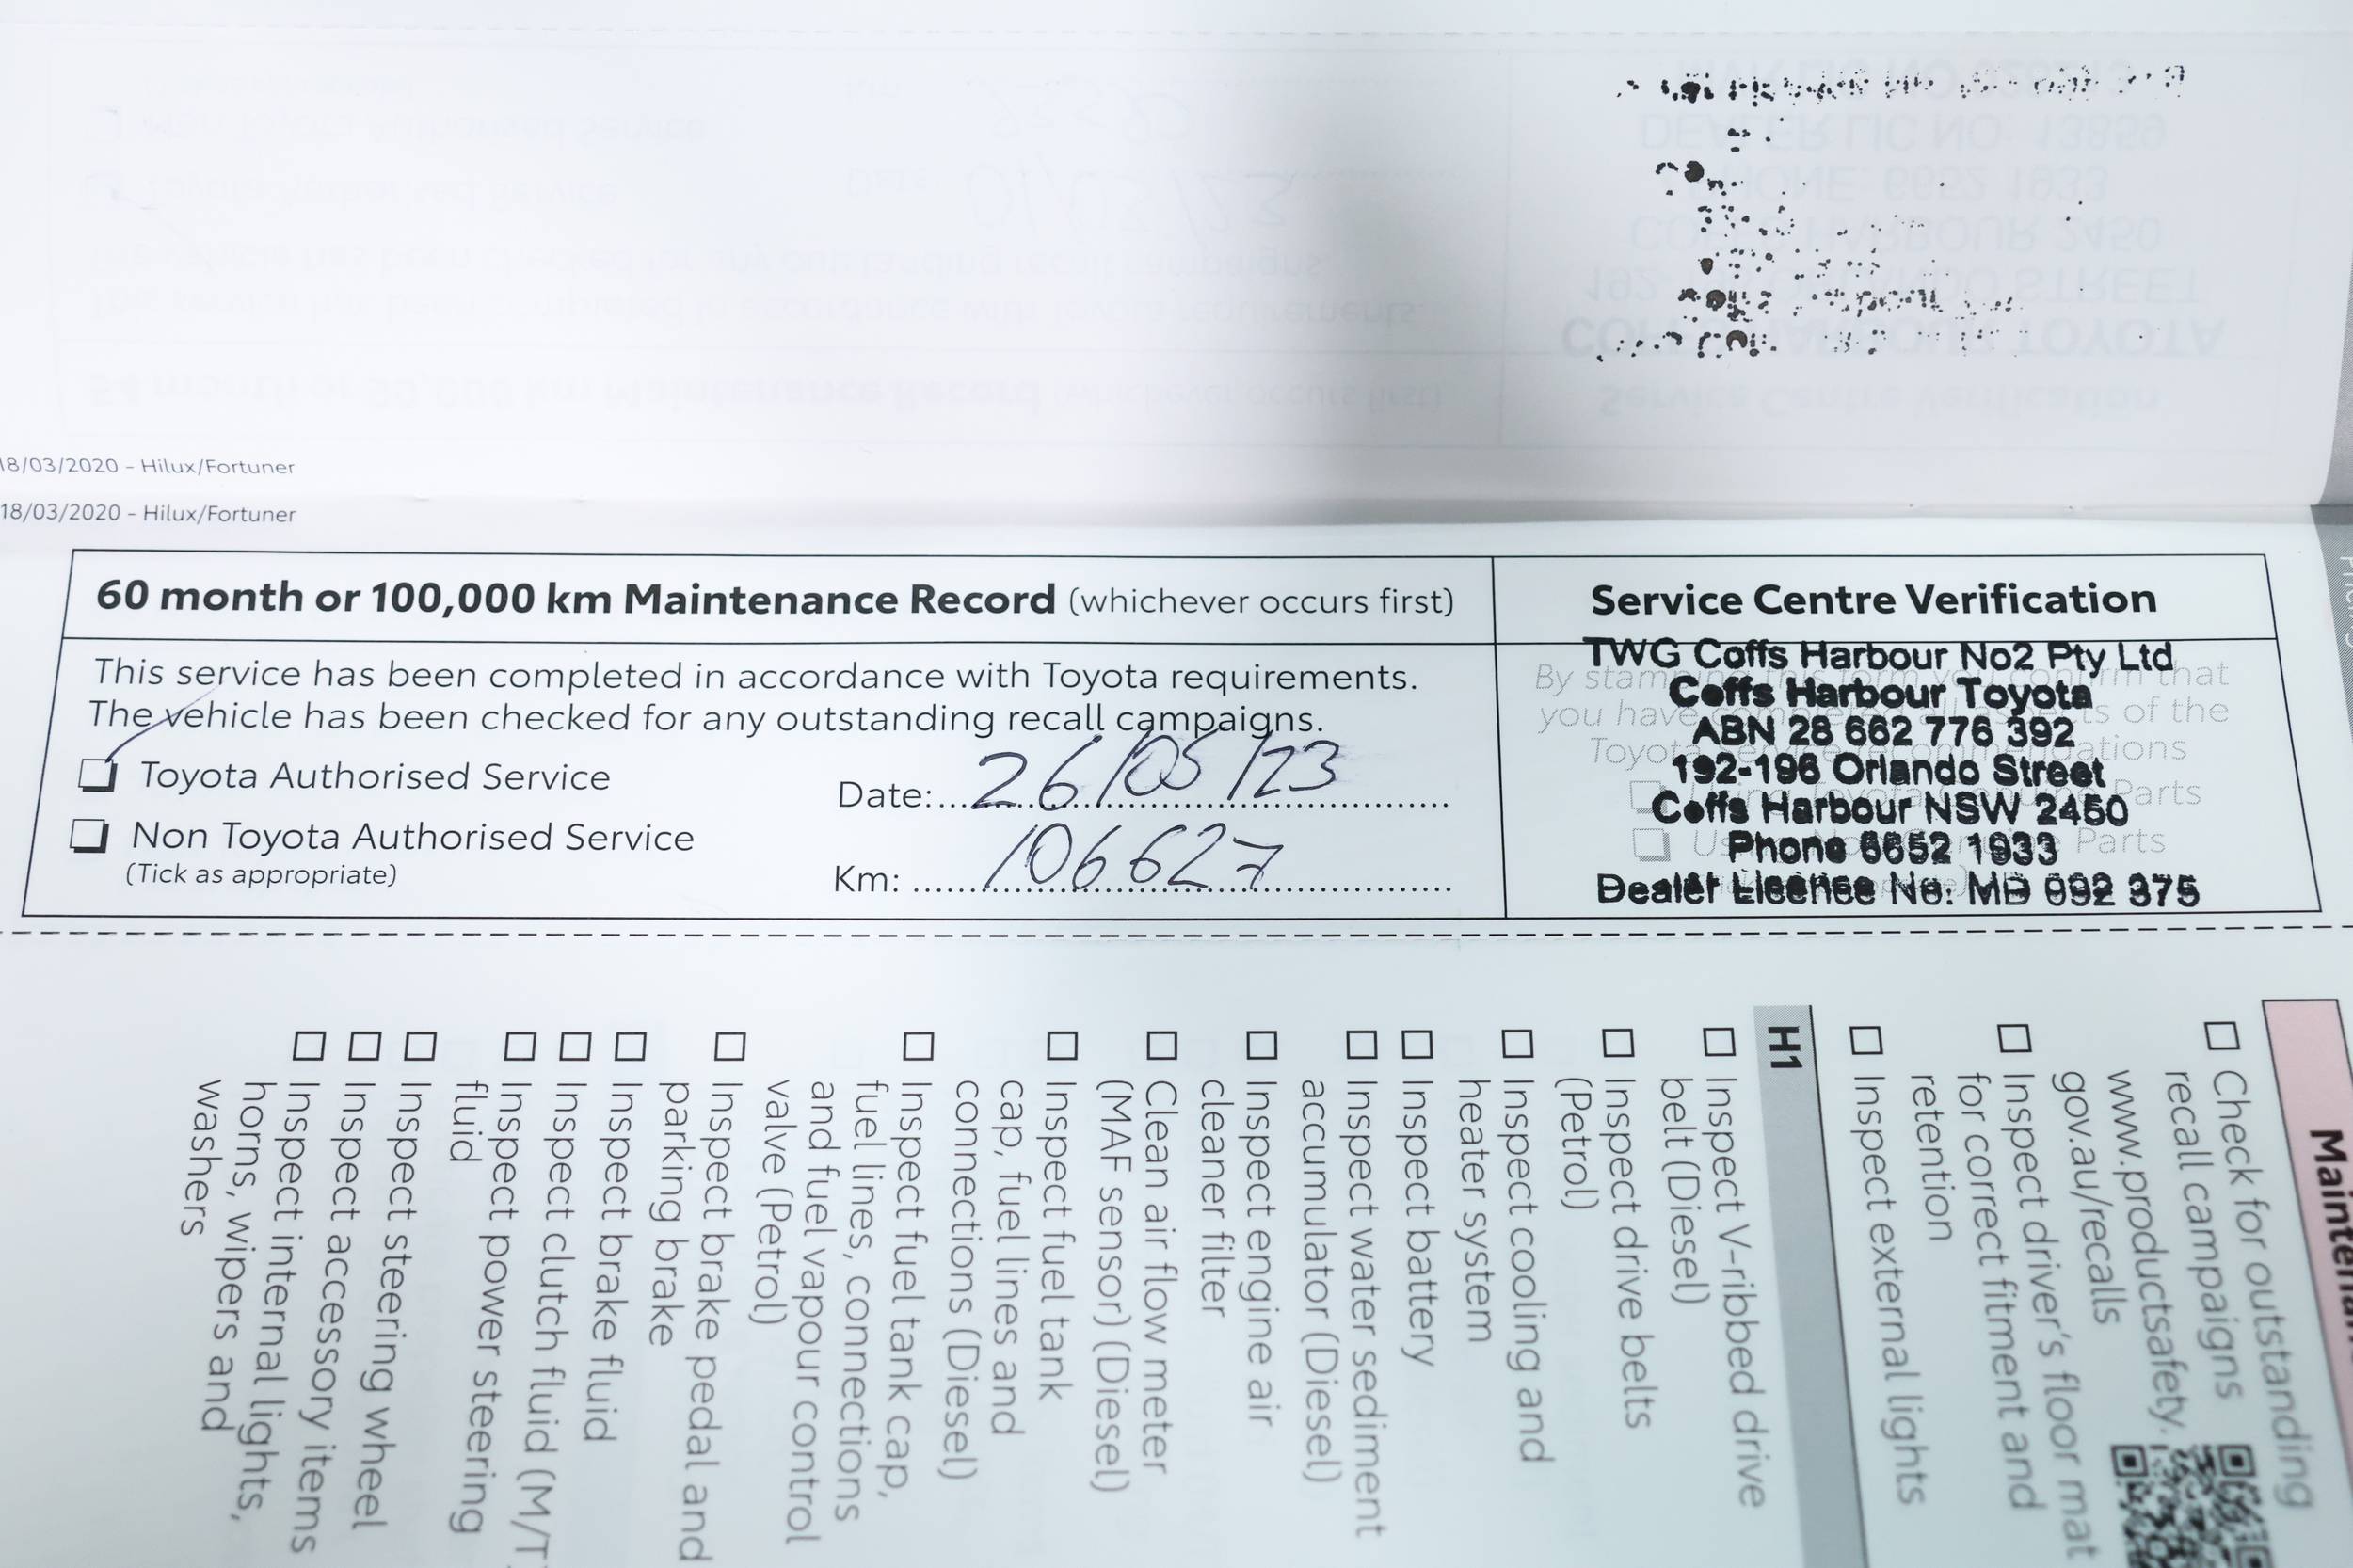 18/03/2020 - Hilux/Fortuner
18/03/2020 - Hilux/Fortuner
60 month or 100,000 km Maintenance Record (whichever occurs first)
Service Centre Verification
This service has been completed in accordance with Toyota requirements.
The vehicle has been checked for any outstanding recall campaigns.
Toyota Authorised Service
Non Toyota Authorised Service
(Tick as appropriate)
Date: 26/05/23
Km: 106627
TWG Coffs Harbour No2 Pty Ltd
Coffs Harbour Toyota
ABN 28 662 776 392
192-196 Orlando Street
Coffs Harbour NSW 2450
Phone 6652 1933
Dealer License No: MD 092 375
Check for outstanding
recall campaigns
www.productsafety.
gov.au/recalls
Inspect driver's floor mat
for correct fitment and
retention
Inspect external lights
H1
Inspect V-ribbed drive
belt (Diesel)
Inspect drive belts
(Petrol)
Inspect cooling and
heater system
Inspect battery
Inspect water sediment
accumulator (Diesel)
Inspect engine air
cleaner filter
Clean air flow meter
(MAF sensor) (Diesel)
Inspect fuel tank
cap, fuel lines and
connections (Diesel)
Inspect fuel tank cap,
fuel lines, connections
and fuel vapour control
valve (Petrol)
Inspect brake pedal and
parking brake
Inspect brake fluid
Inspect clutch fluid (M/T
Inspect power steering
fluid
Inspect steering wheel
Inspect accessory items
Inspect internal lights,
horns, wipers and
washers